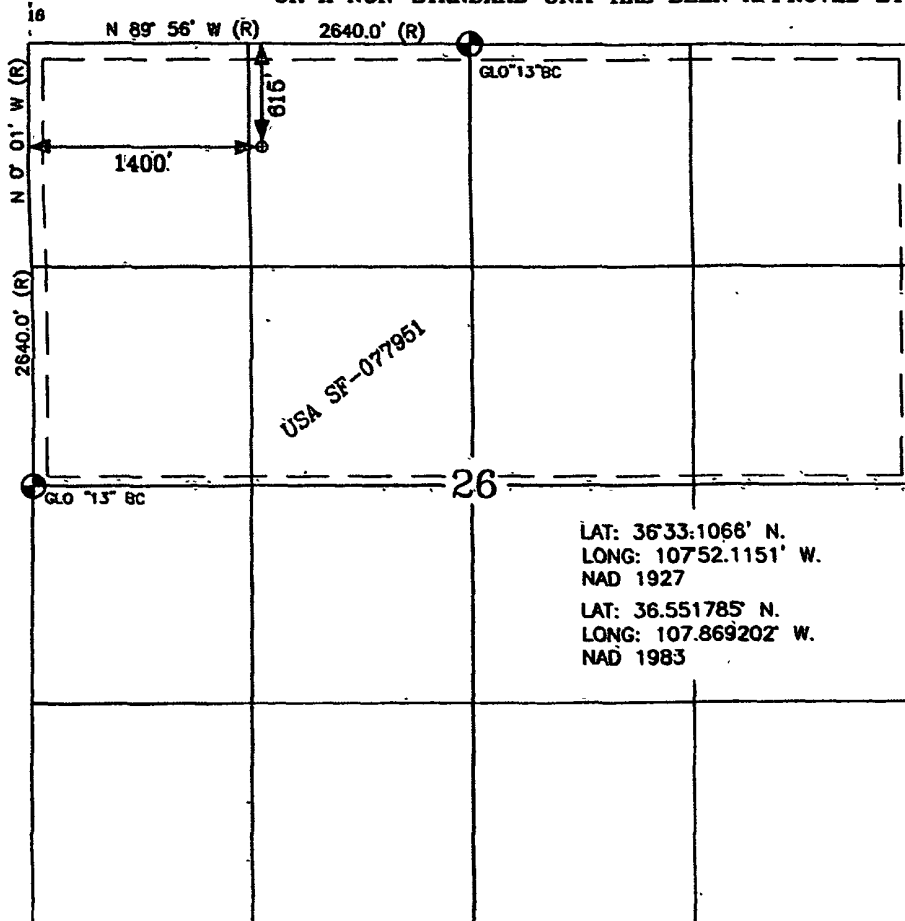 16
N 89° 56' W (R) 2640.0' (R)
GLO "13" BC
615'
N 0° 01' W (R)
1400.'
2640.0' (R)
USA SF-077951
GLO "13" BC
26
LAT: 36°33.1066' N.
LONG: 107°52.1151' W.
NAD 1927
LAT: 36.551785° N.
LONG: 107.869202° W.
NAD 1983